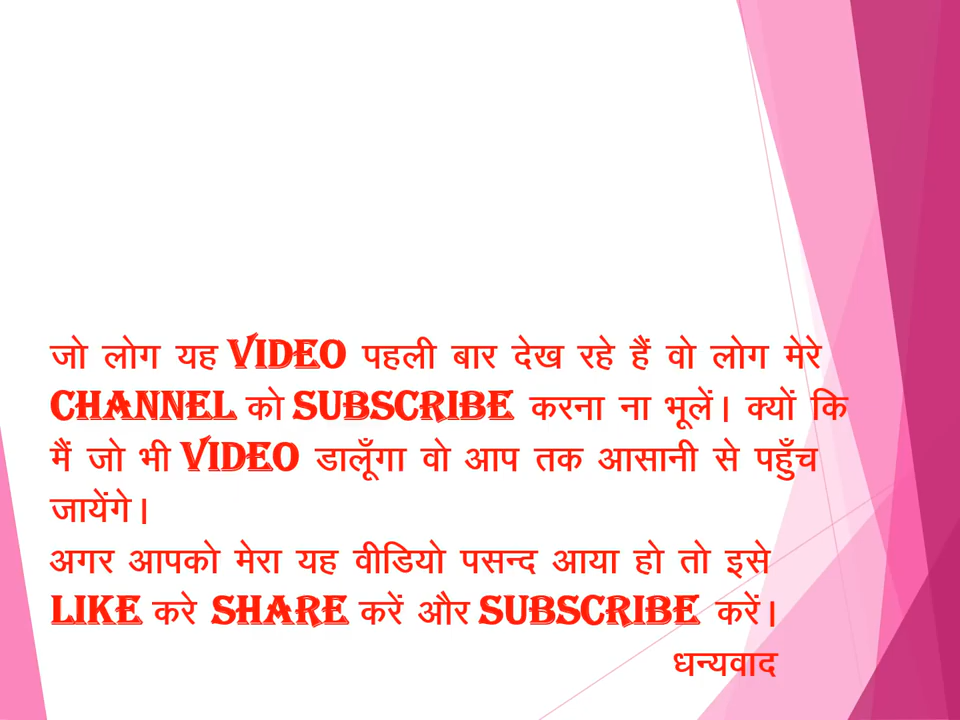 जो लोग यह VIDEO पहली बार देख रहे हैं वो लोग मेरे
CHANNEL को SUBSCRIBE करना ना भूलें। क्यों कि
मैं जो भी VIDEO डालूँगा वो आप तक आसानी से पहुँच
जायेंगे।
अगर आपको मेरा यह वीडियो पसन्द आया हो तो इसे
LIKE करे SHARE करें और SUBSCRIBE करें।
धन्यवाद